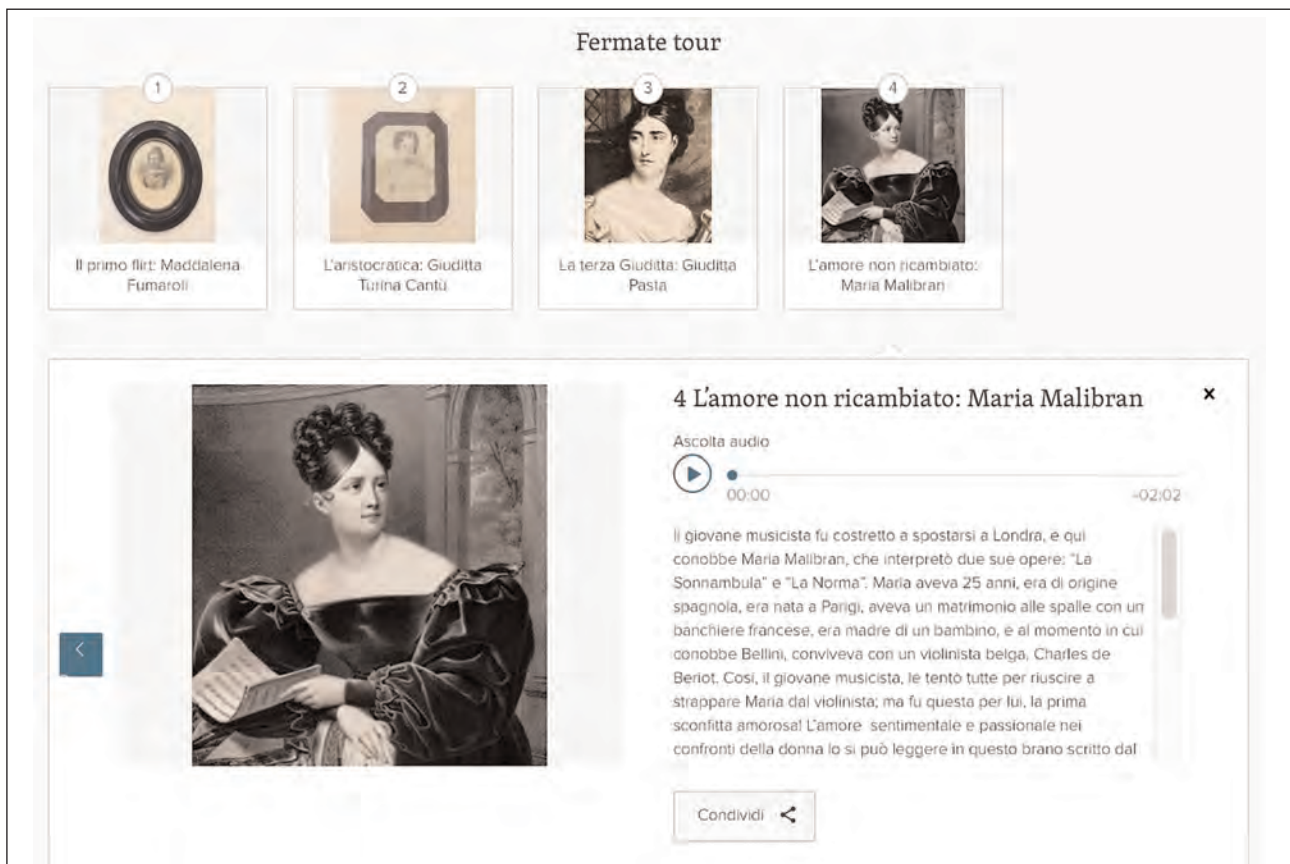 Fermate tour
1
2
3
4
Il primo flirt: Maddalena
Fumaroli
L'aristocratica: Giuditta
Turina Cantù
La terza Giuditta: Giuditta
Pasta
L'amore non ricambiato:
Maria Malibran
4 L'amore non ricambiato: Maria Malibran
Ascolta audio
00:00
-02:02
Il giovane musicista fu costretto a spostarsi a Londra, e qui
conobbe Maria Malibran, che interpretò due sue opere: "La
Sonnambula" e "La Norma". Maria aveva 25 anni, era di origine
spagnola, era nata a Parigi, aveva un matrimonio alle spalle con un
banchiere francese, era madre di un bambino, e al momento in cui
conobbe Bellini, conviveva con un violinista belga, Charles de
Beriot. Così, il giovane musicista, le tentò tutte per riuscire a
strappare Maria dal violinista; ma fu questa per lui, la prima
sconfitta amorosa! L'amore sentimentale e passionale nei
confronti della donna lo si può leggere in questo brano scritto dal
Condividi